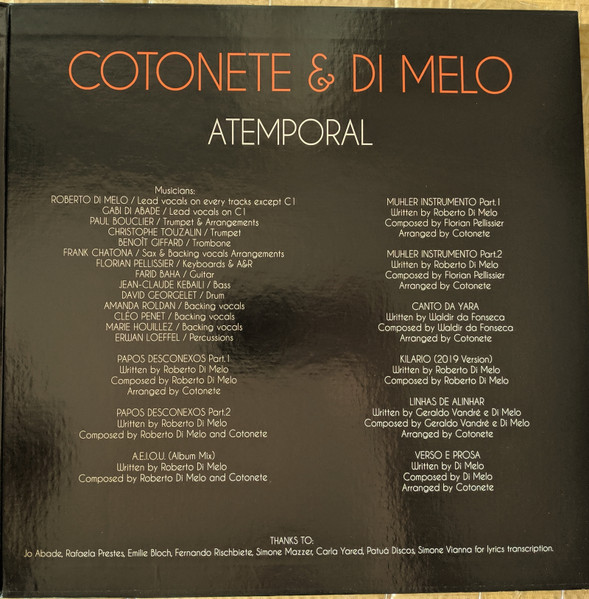 COTONETE & DI MELO
ATEMPORAL
Musicians:
ROBERTO DI MELO / Lead vocals on every tracks except C1
GABI DI ABADE / Lead vocals on C1
PAUL BOUCLIER / Trumpet & Arrangements
CHRISTOPHE TOUZALIN / Trumpet
BENOÎT GIFFARD / Trombone
FRANK CHATONA / Sax & Backing vocals Arrangements
FLORIAN PELLISSIER / Keyboards & A&R
FARID BAHA / Guitar
JEAN-CLAUDE KEBAILI / Bass
DAVID GEORGELET / Drum
AMANDA ROLDAN / Backing vocals
CLÉO PENET / Backing vocals
MARIE HOUILLEZ / Backing vocals
ERWAN LOEFFEL / Percussions
PAPOS DESCONEXOS Part.1
Written by Roberto Di Melo
Composed by Roberto Di Melo
Arranged by Cotonete
PAPOS DESCONEXOS Part.2
Written by Roberto Di Melo
Composed by Roberto Di Melo and Cotonete
A.E.I.O.U. (Album Mix)
Written by Roberto Di Melo
Composed by Roberto Di Melo and Cotonete
MUHLER INSTRUMENTO Part.1
Written by Roberto Di Melo
Composed by Florian Pellissier
Arranged by Cotonete
MUHLER INSTRUMENTO Part.2
Written by Roberto Di Melo
Composed by Florian Pellissier
Arranged by Cotonete
CANTO DA YARA
Written by Waldir da Fonseca
Composed by Waldir da Fonseca
Arranged by Cotonete
KILARIO (2019 Version)
Written by Roberto Di Melo
Composed by Roberto Di Melo
LINHAS DE ALINHAR
Written by Geraldo Vandré e Di Melo
Composed by Geraldo Vandré e Di Melo
Arranged by Cotonete
VERSO E PROSA
Written by Di Melo
Composed by Di Melo
Arranged by Cotonete
THANKS TO:
Jo Abade, Rafaela Prestes, Emilie Bloch, Fernando Rischbiete, Simone Mazzer, Carla Yared, Patuá Discos, Simone Vianna for lyrics transcription.